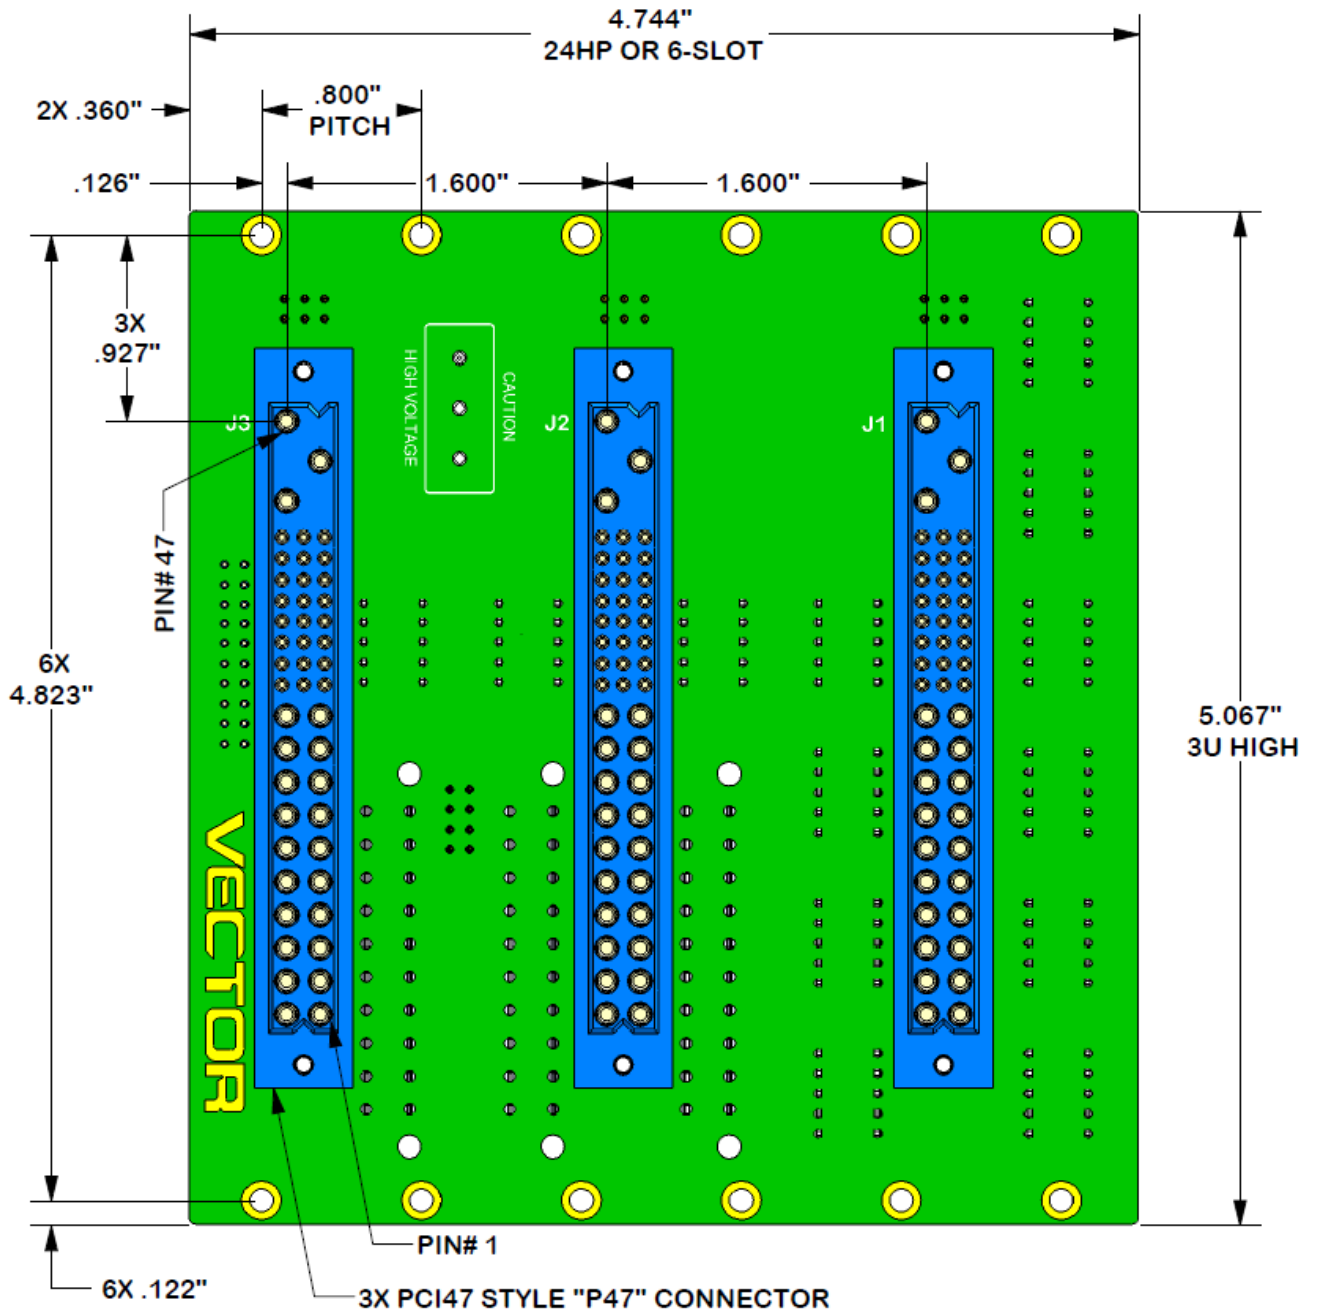 4.744"
24HP OR 6-SLOT
2X .360"
.800"
PITCH
.126"
1.600"
1.600"
3X
.927"
CAUTION
HIGH VOLTAGE
J3
J2
J1
PIN# 47
6X
4.823"
5.067"
3U HIGH
VECTOR
PIN# 1
6X .122"
3X PCI47 STYLE "P47" CONNECTOR